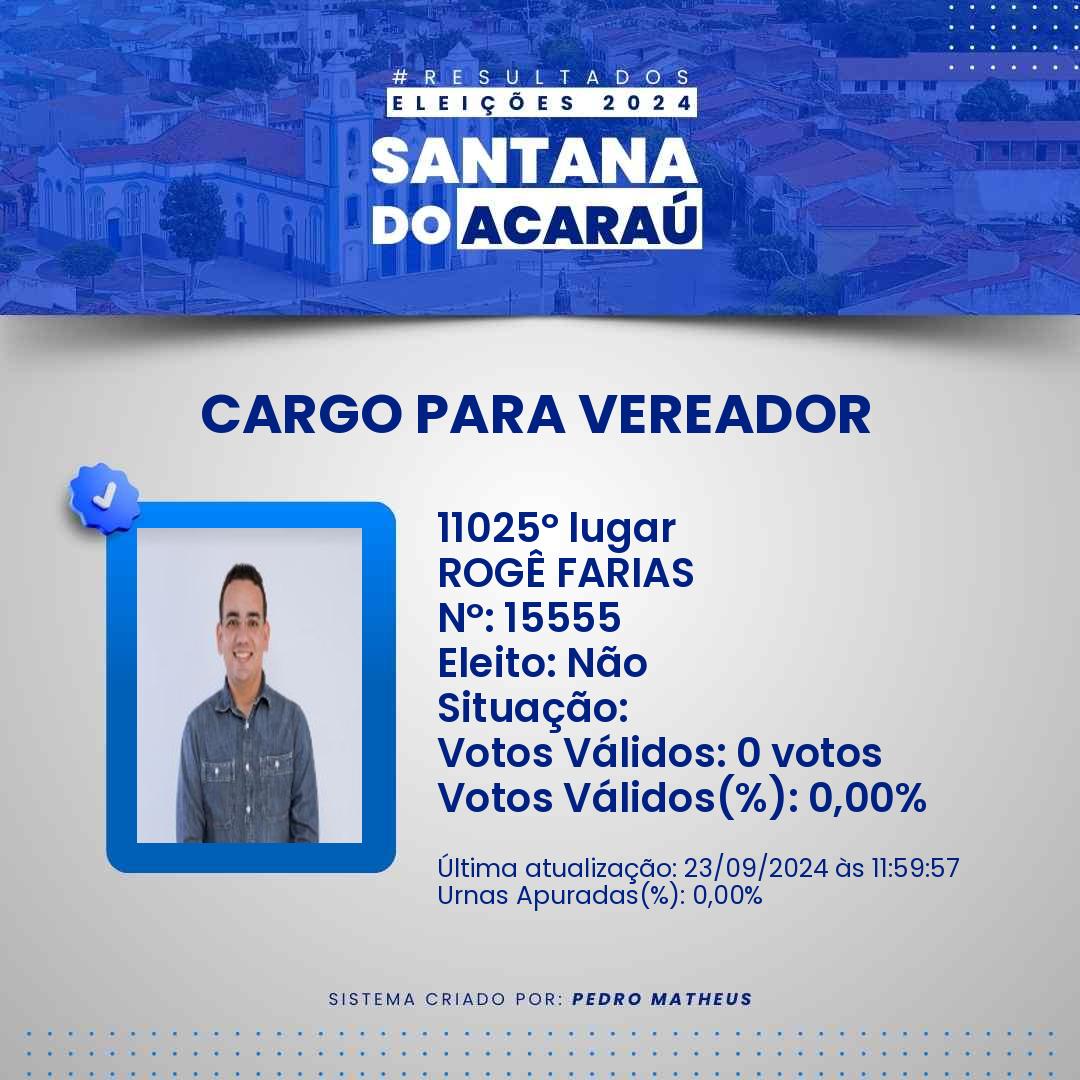 #RESULTADOS
ELEIÇÕES 2024
SANTANA
DO ACARAÚ
CARGO PARA VEREADOR
11025º lugar
ROGÊ FARIAS
Nº: 15555
Eleito: Não
Situação:
Votos Válidos: 0 votos
Votos Válidos(%): 0,00%
Última atualização: 23/09/2024 às 11:59:57
Urnas Apuradas(%): 0,00%
SISTEMA CRIADO POR: PEDRO MATHEUS